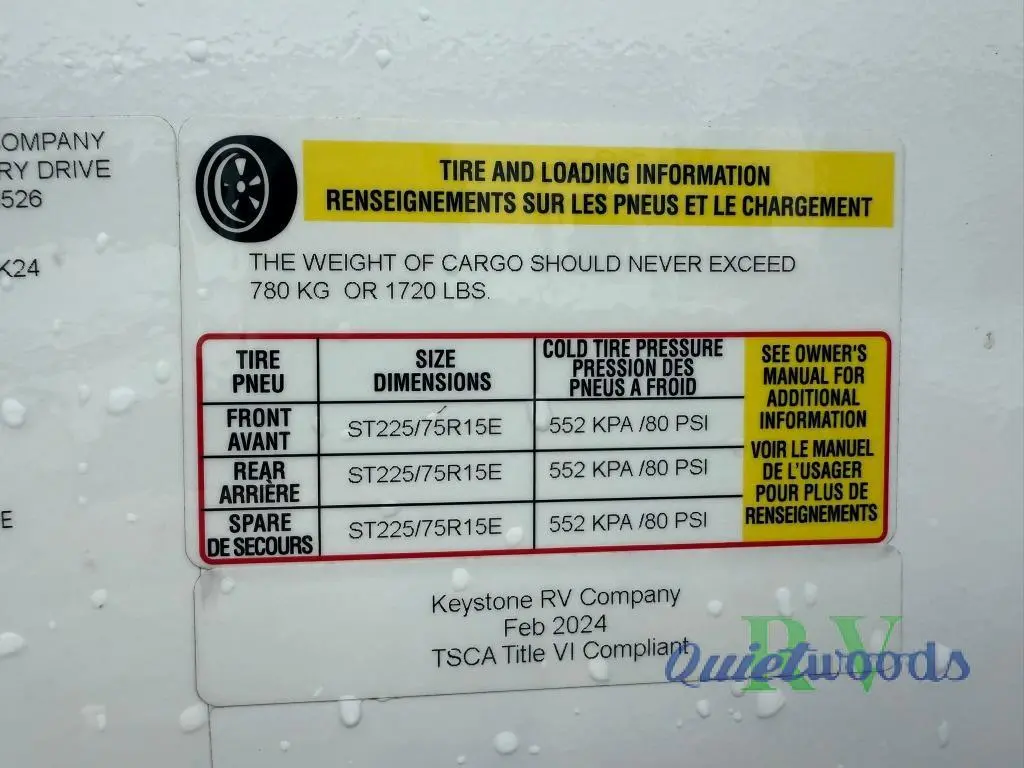 OMPANY
RY DRIVE
526
K24
E
TIRE AND LOADING INFORMATION
RENSEIGNEMENTS SUR LES PNEUS ET LE CHARGEMENT
THE WEIGHT OF CARGO SHOULD NEVER EXCEED
780 KG OR 1720 LBS.
TIRE
PNEU
SIZE
DIMENSIONS
COLD TIRE PRESSURE
PRESSION DES
PNEUS A FROID
FRONT
AVANT
ST225/75R15E
552 KPA /80 PSI
REAR
ARRIÈRE
ST225/75R15E
552 KPA /80 PSI
SPARE
DE SECOURS
ST225/75R15E
552 KPA /80 PSI
SEE OWNER'S
MANUAL FOR
ADDITIONAL
INFORMATION
VOIR LE MANUEL
DE L'USAGER
POUR PLUS DE
RENSEIGNEMENTS
Keystone RV Company
Feb 2024
TSCA Title VI Compliant
Quietwoods
RV